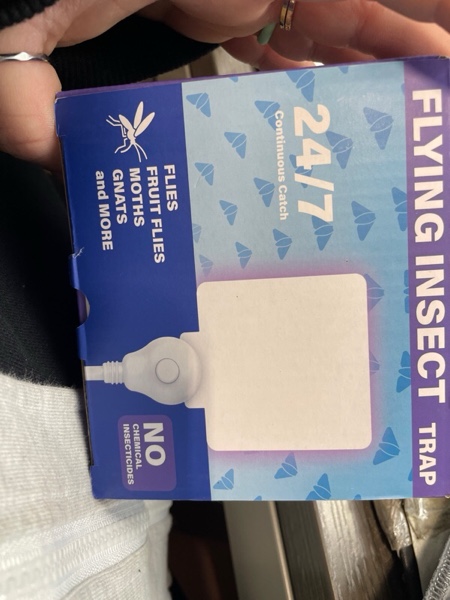 FLYING INSECT TRAP
24/7
Continuous Catch
FLIES
FRUIT FLIES
MOTHS
GNATS
and MORE
NO
CHEMICAL
INSECTICIDES